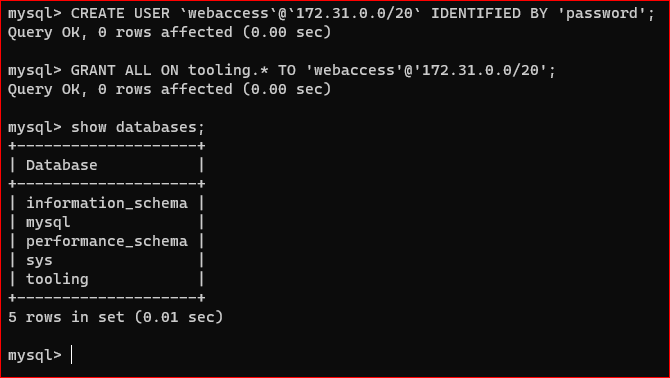 mysql> CREATE USER `webaccess`@`172.31.0.0/20` IDENTIFIED BY 'password';
Query OK, 0 rows affected (0.00 sec)
mysql> GRANT ALL ON tooling.* TO 'webaccess'@'172.31.0.0/20';
Query OK, 0 rows affected (0.00 sec)
mysql> show databases;
+--------------------+
| Database           |
+--------------------+
| information_schema |
| mysql              |
| performance_schema |
| sys                |
| tooling            |
+--------------------+
5 rows in set (0.01 sec)
mysql>